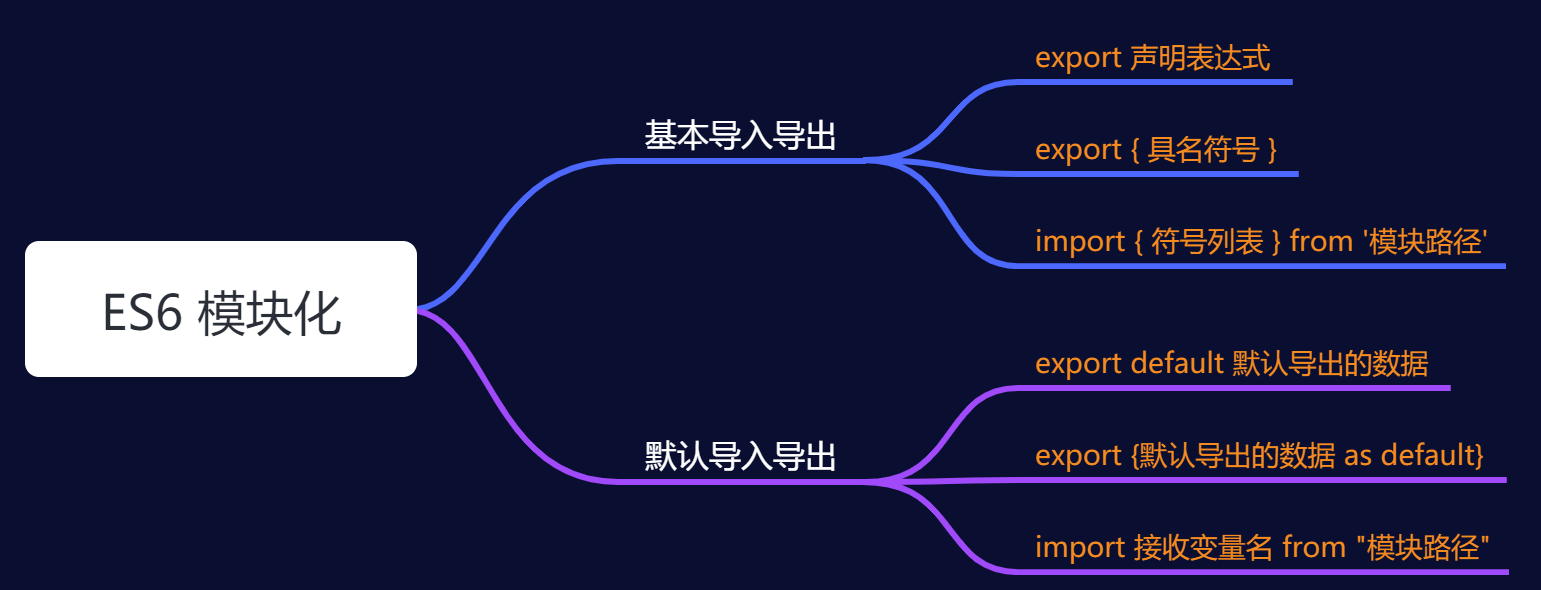 ES6 模块化
基本导入导出
export 声明表达式
export { 具名符号 }
import { 符号列表 } from '模块路径'
默认导入导出
export default 默认导出的数据
export {默认导出的数据 as default}
import 接收变量名 from "模块路径"